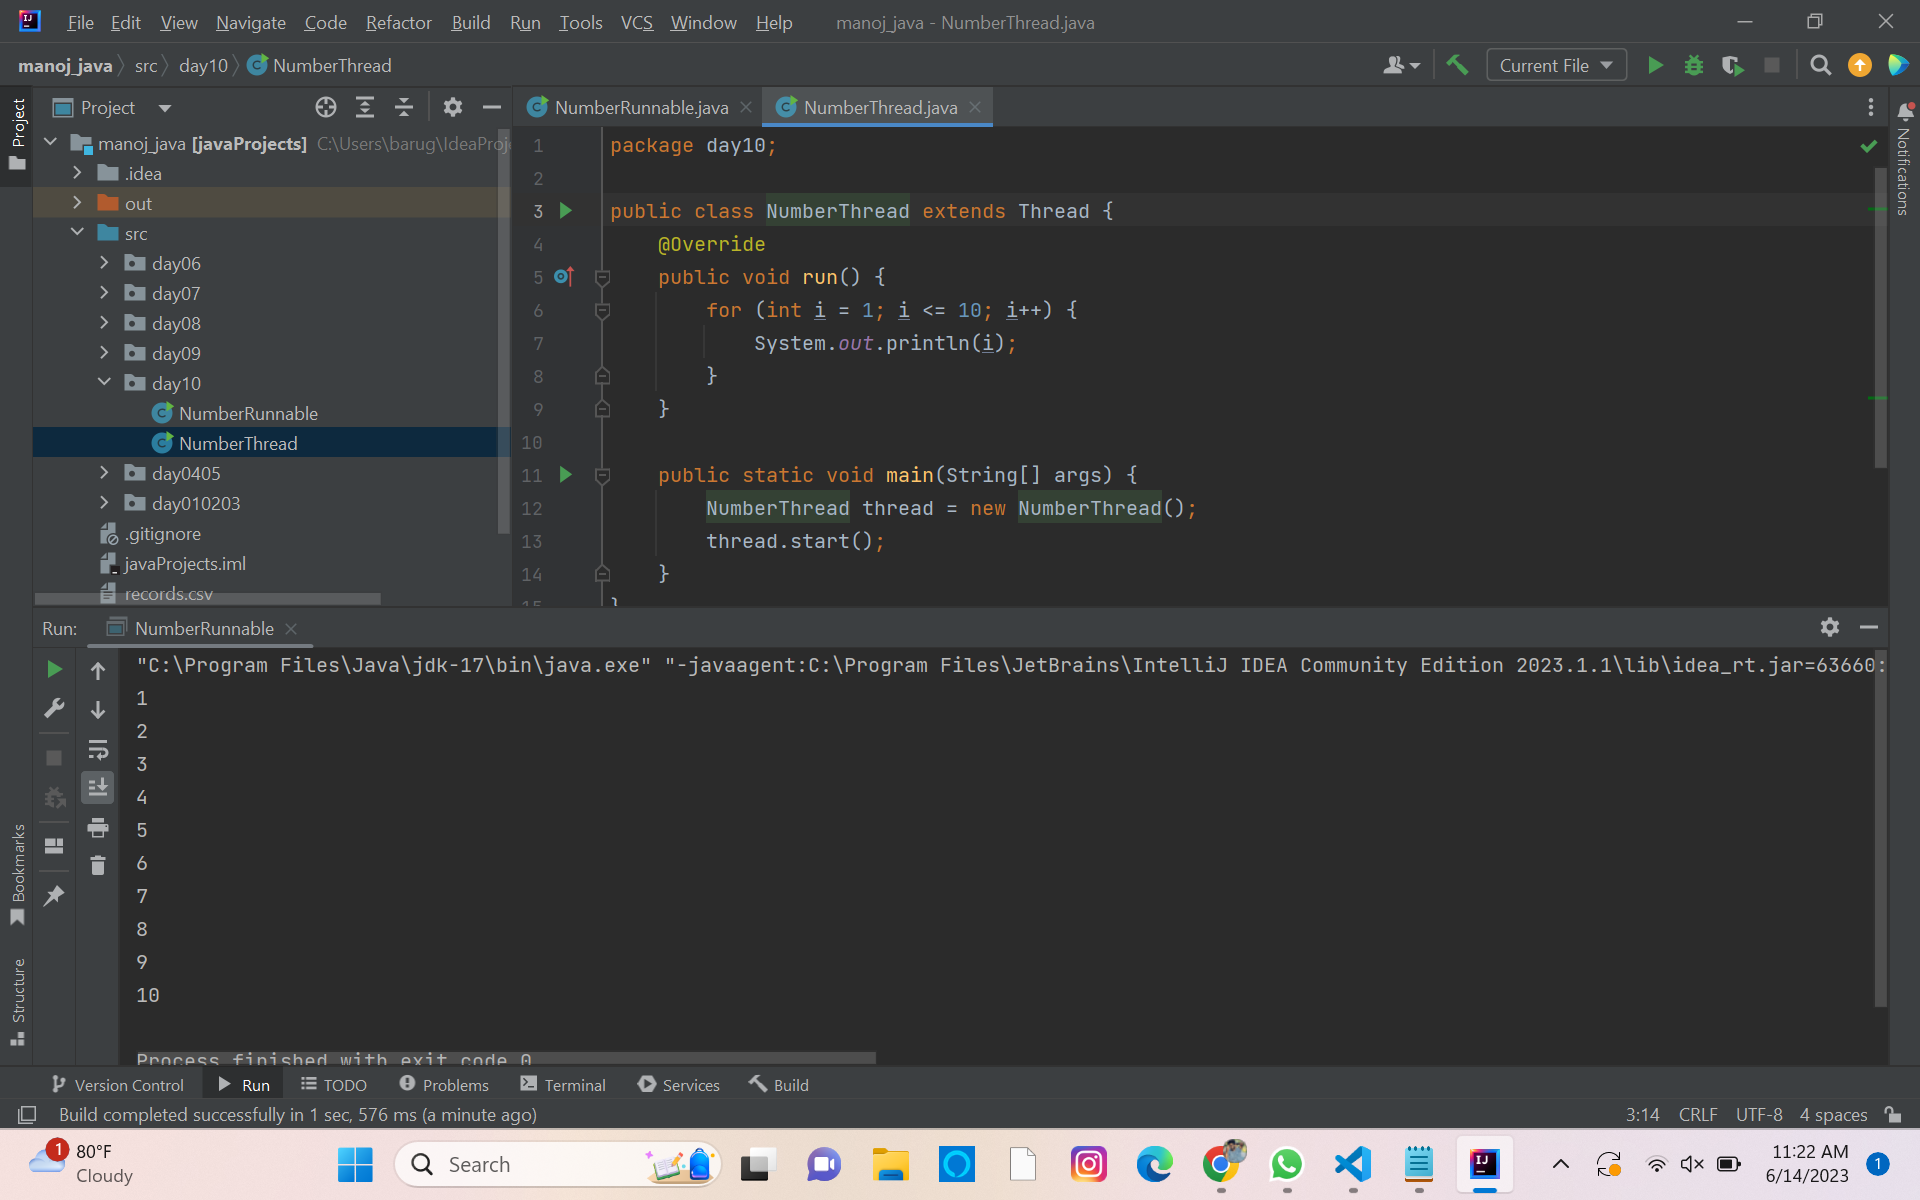 File Edit View Navigate Code Refactor Build Run Tools VCS Window Help manoj_java - NumberThread.java
manoj_java src day10 NumberThread Current File
Project NumberRunnable.java NumberThread.java
Project
Notifications
manoj_java [javaProjects] C:\Users\barug\IdeaProj
.idea
out
src
day06
day07
day08
day09
day10
NumberRunnable
NumberThread
day0405
day010203
.gitignore
javaProjects.iml
records.csv
1 package day10;
2
3 public class NumberThread extends Thread {
4 @Override
5 public void run() {
6 for (int i = 1; i <= 10; i++) {
7 System.out.println(i);
8 }
9 }
10
11 public static void main(String[] args) {
12 NumberThread thread = new NumberThread();
13 thread.start();
14 }
15 }
Run: NumberRunnable
"C:\Program Files\Java\jdk-17\bin\java.exe" "-javaagent:C:\Program Files\JetBrains\IntelliJ IDEA Community Edition 2023.1.1\lib\idea_rt.jar=63660:
1
2
3
4
5
6
7
8
9
10
Process finished with exit code 0
Bookmarks
Structure
Version Control Run TODO Problems Terminal Services Build
Build completed successfully in 1 sec, 576 ms (a minute ago) 3:14 CRLF UTF-8 4 spaces
1 80°F
Cloudy
Search
11:22 AM
6/14/2023
1